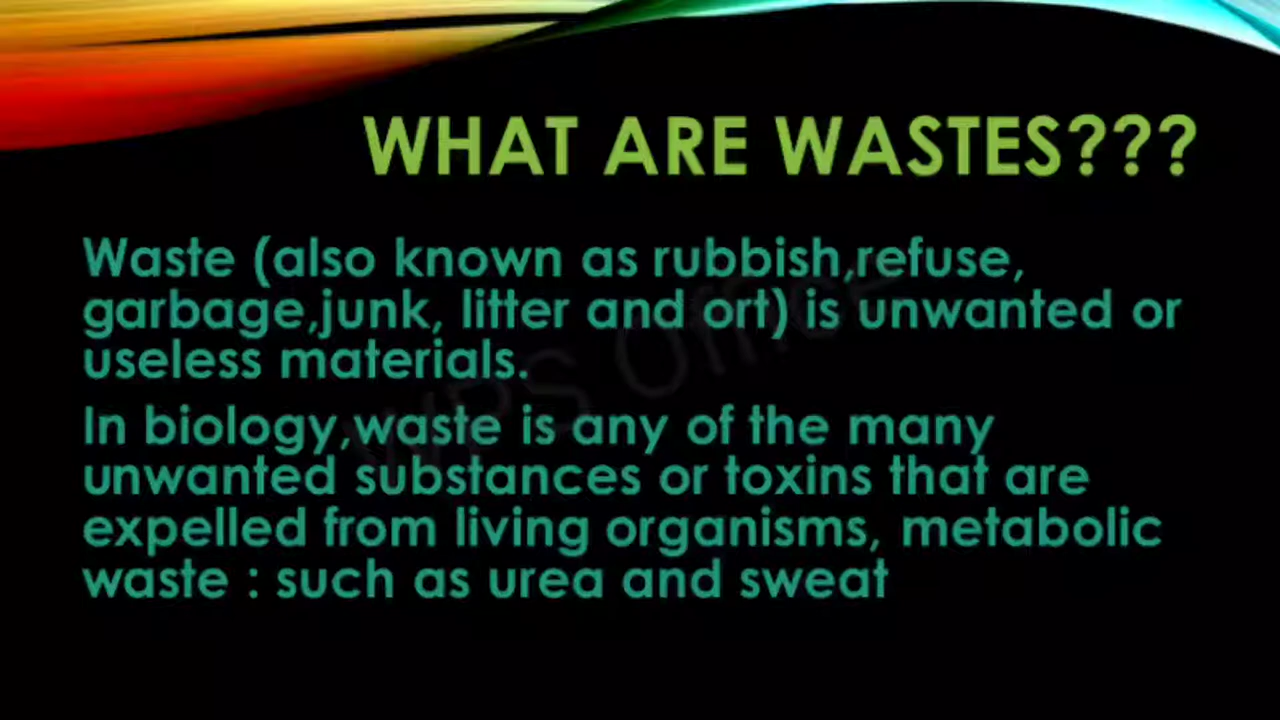 WHAT ARE WASTES???
Waste (also known as rubbish,refuse,
garbage,junk, litter and ort) is unwanted or
useless materials.
In biology,waste is any of the many
unwanted substances or toxins that are
expelled from living organisms, metabolic
waste : such as urea and sweat
WPS Office